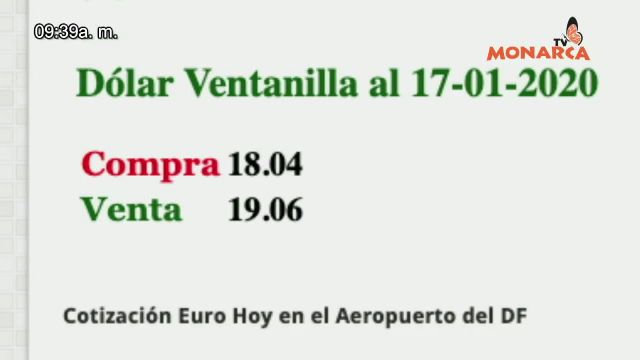 09:39a. m.
TV
MONARCA
Dólar Ventanilla al 17-01-2020
Compra 18.04
Venta 19.06
Cotización Euro Hoy en el Aeropuerto del DF